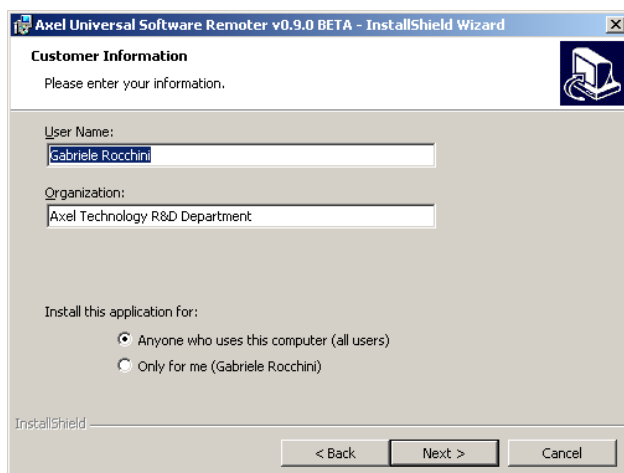 Axel Universal Software Remoter v0.9.0 BETA - InstallShield Wizard
Customer Information
Please enter your information.
User Name:
Gabriele Rocchini
Organization:
Axel Technology R&D Department
Install this application for:
Anyone who uses this computer (all users)
Only for me (Gabriele Rocchini)
InstallShield
< Back Next > Cancel